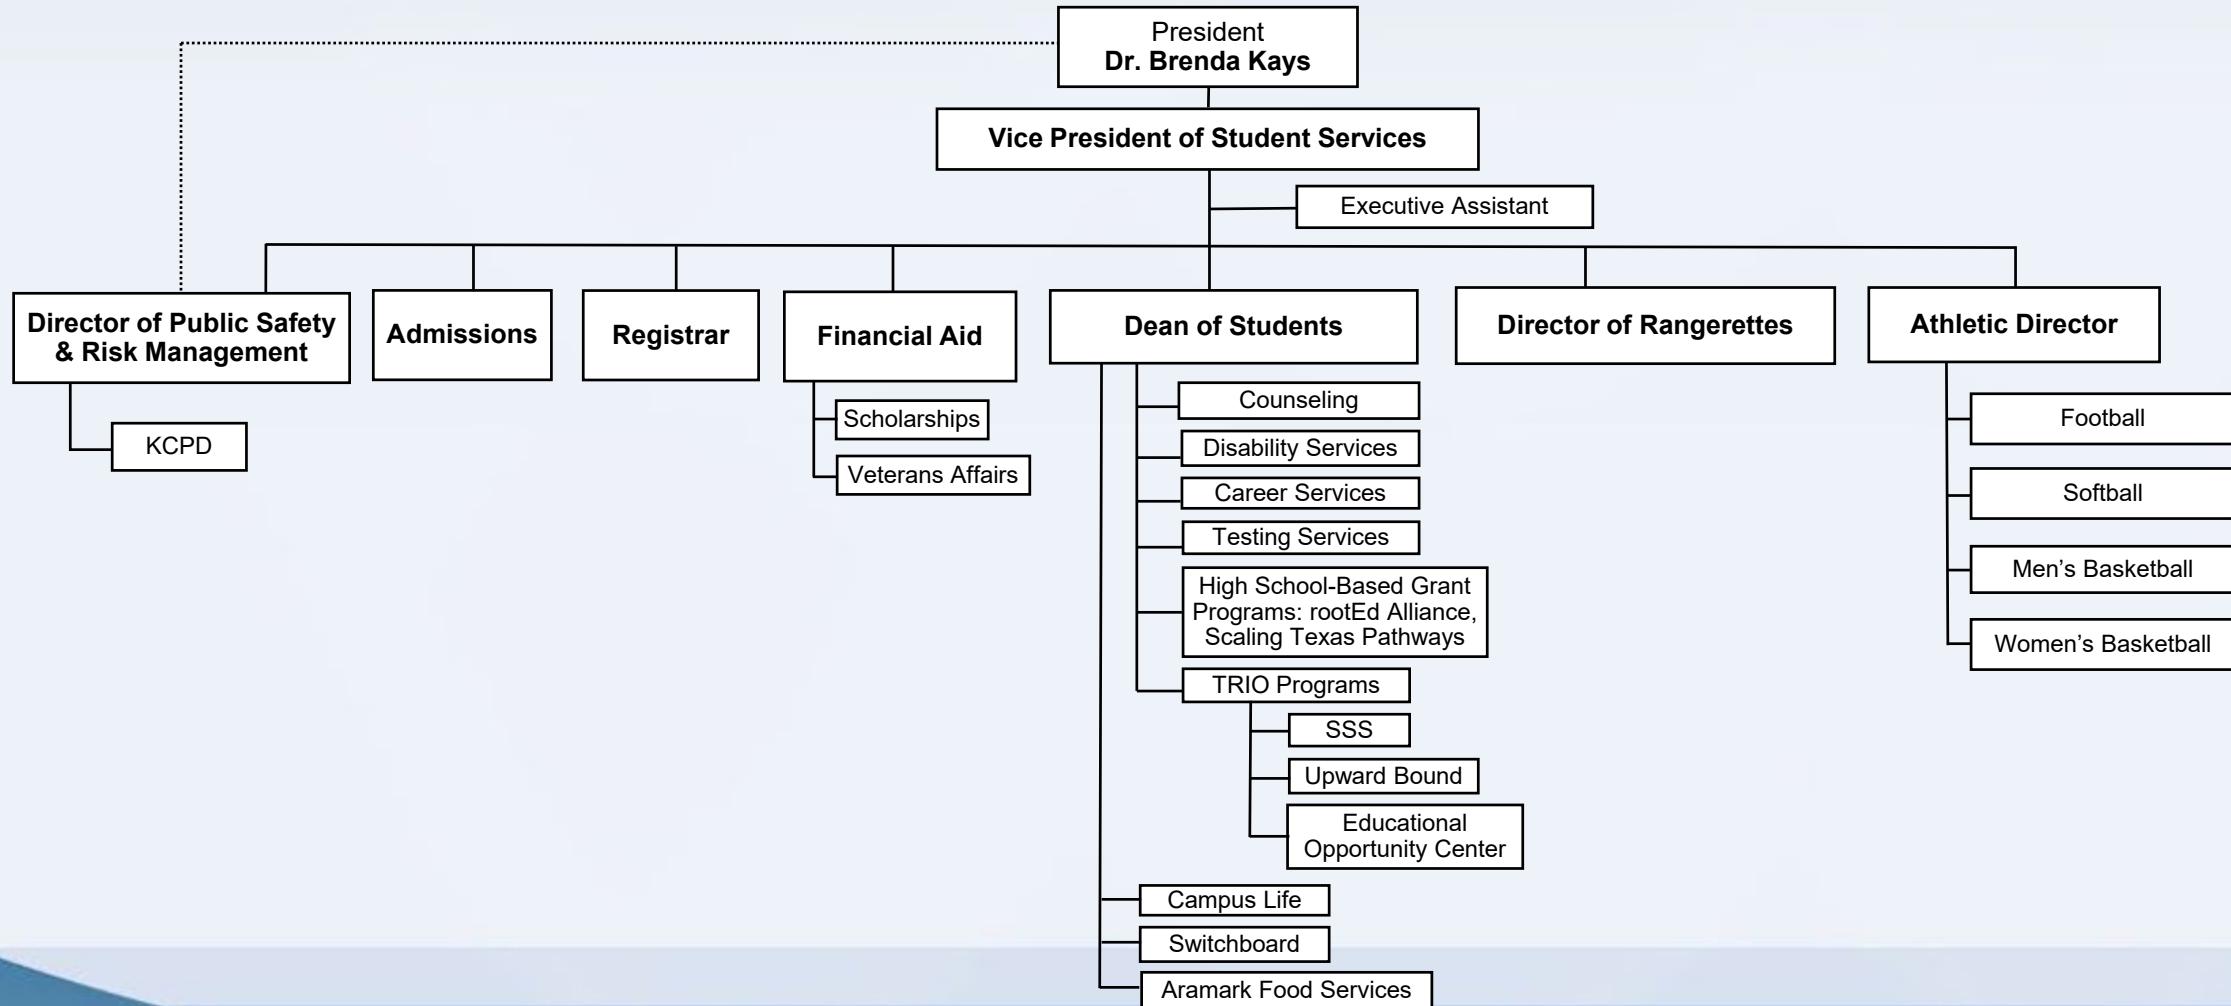 President
Dr. Brenda Kays
Vice President of Student Services
Executive Assistant
Director of Public Safety
& Risk Management
KCPD
Admissions
Registrar
Financial Aid
Scholarships
Veterans Affairs
Dean of Students
Counseling
Disability Services
Career Services
Testing Services
High School-Based Grant
Programs: rootEd Alliance,
Scaling Texas Pathways
TRIO Programs
SSS
Upward Bound
Educational
Opportunity Center
Campus Life
Switchboard
Aramark Food Services
Director of Rangerettes
Athletic Director
Football
Softball
Men’s Basketball
Women’s Basketball